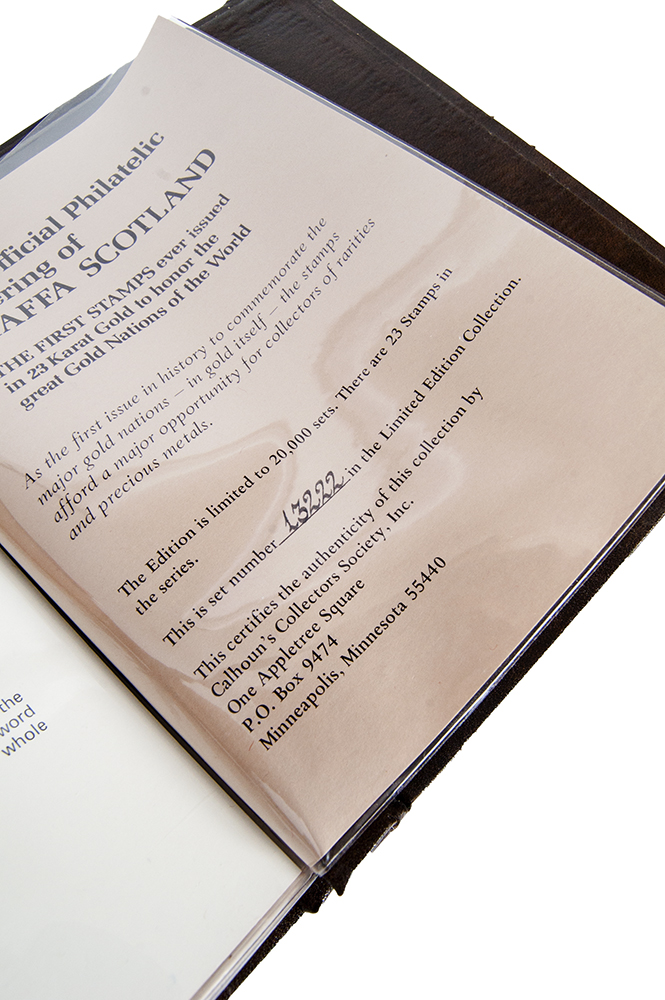 fficial Philatelic
ering of
AFFA SCOTLAND
THE FIRST STAMPS ever issued
in 23 Karat Gold to honor the
great Gold Nations of the World
As the first issue in history to commemorate the
major gold nations — in gold itself — the stamps
afford a major opportunity for collectors of rarities
and precious metals.
The Edition is limited to 20,000 sets. There are 23 Stamps in
the series.
This is set number 13222 in the Limited Edition Collection.
This certifies the authenticity of this collection by
Calhoun's Collectors Society, Inc.
One Appletree Square
P.O. Box 9474
Minneapolis, Minnesota 55440
the
word
whole